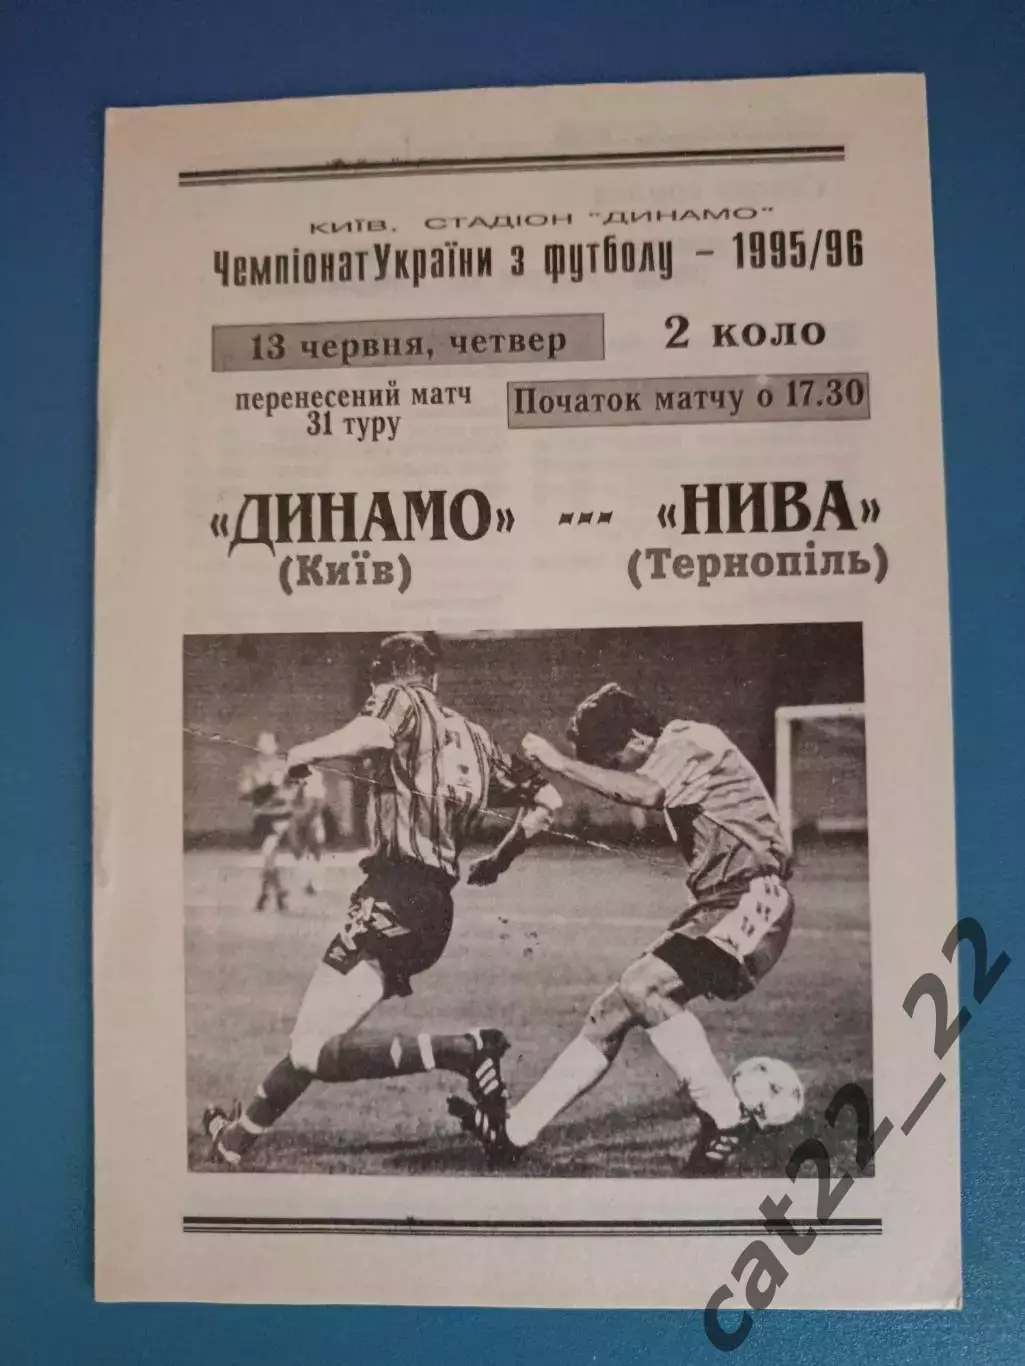 КИЇВ. СТАДІОН "ДИНАМО"
Чемпіонат України з футболу - 1995/96
13 червня, четвер
2 коло
перенесений матч
31 туру
Початок матчу о 17.30
«ДИНАМО» --- «НИВА»
(Київ) (Тернопіль)
cat22__22